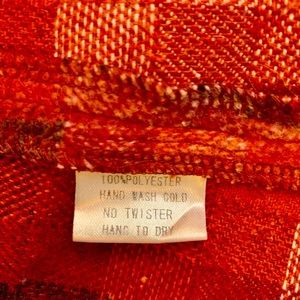 100%POLYESTER
HAND WASH COLD
NO TWISTER
HANG TO DRY